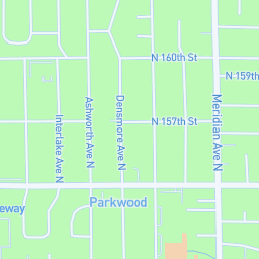 N 160th St
N 159th
Meridian Ave N
Ashworth Ave N
Densmore Ave N
Interlake Ave N
N 157th St
Parkwood
eway